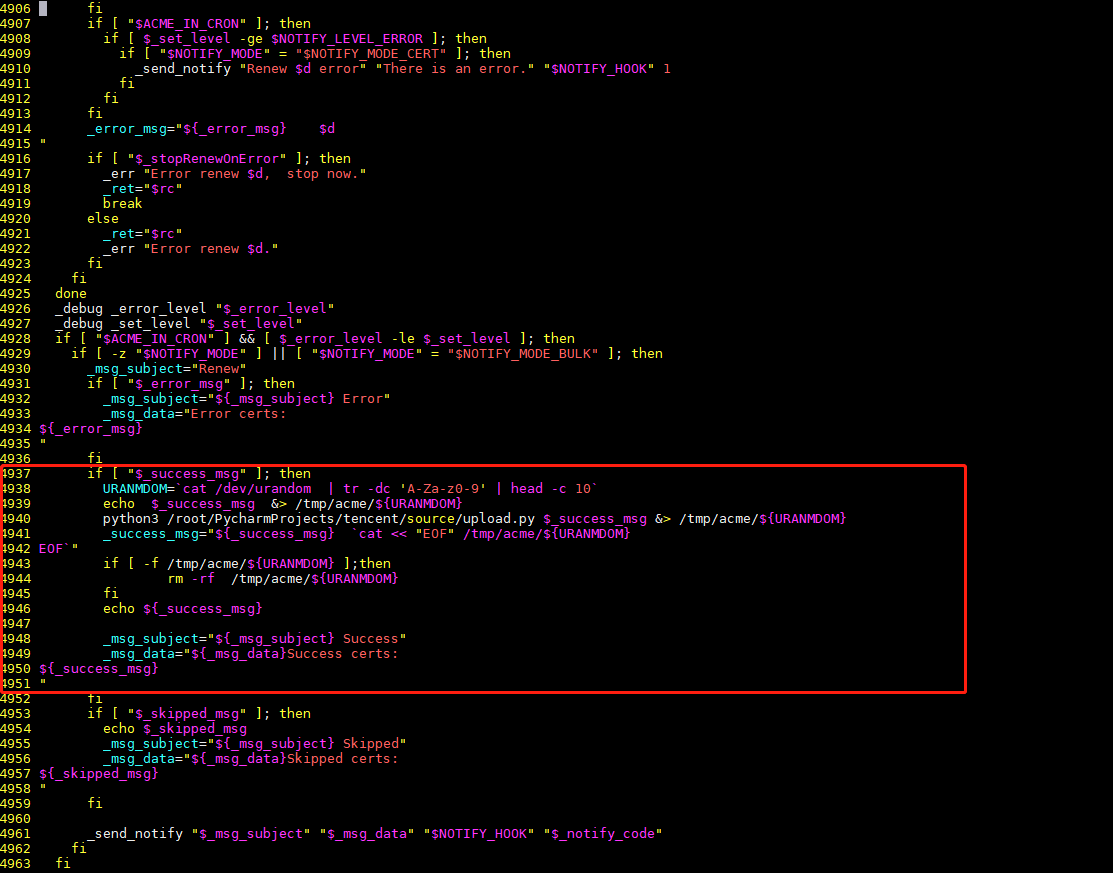 4906       fi
4907       if [ "$ACME_IN_CRON" ]; then
4908         if [ $_set_level -ge $NOTIFY_LEVEL_ERROR ]; then
4909           if [ "$NOTIFY_MODE" = "$NOTIFY_MODE_CERT" ]; then
4910             _send_notify "Renew $d error" "There is an error." "$NOTIFY_HOOK" 1
4911           fi
4912         fi
4913       fi
4914       _error_msg="${_error_msg}    $d
4915 "
4916       if [ "$_stopRenewOnError" ]; then
4917         _err "Error renew $d,  stop now."
4918         _ret="$rc"
4919         break
4920       else
4921         _ret="$rc"
4922         _err "Error renew $d."
4923       fi
4924     fi
4925   done
4926   _debug _error_level "$_error_level"
4927   _debug _set_level "$_set_level"
4928   if [ "$ACME_IN_CRON" ] && [ $_error_level -le $_set_level ]; then
4929     if [ -z "$NOTIFY_MODE" ] || [ "$NOTIFY_MODE" = "$NOTIFY_MODE_BULK" ]; then
4930       _msg_subject="Renew"
4931       if [ "$_error_msg" ]; then
4932         _msg_subject="${_msg_subject} Error"
4933         _msg_data="Error certs:
4934 ${_error_msg}
4935 "
4936       fi
4937       if [ "$_success_msg" ]; then
4938         URANMDOM=`cat /dev/urandom  | tr -dc 'A-Za-z0-9' | head -c 10`
4939         echo  $_success_msg  &> /tmp/acme/${URANMDOM}
4940         python3 /root/PycharmProjects/tencent/source/upload.py $_success_msg &> /tmp/acme/${URANMDOM}
4941         _success_msg="${_success_msg}  `cat << "EOF" /tmp/acme/${URANMDOM}
4942 EOF`"
4943         if [ -f /tmp/acme/${URANMDOM} ];then
4944                 rm -rf  /tmp/acme/${URANMDOM}
4945         fi
4946         echo ${_success_msg}
4947
4948         _msg_subject="${_msg_subject} Success"
4949         _msg_data="${_msg_data}Success certs:
4950 ${_success_msg}
4951 "
4952       fi
4953       if [ "$_skipped_msg" ]; then
4954         echo $_skipped_msg
4955         _msg_subject="${_msg_subject} Skipped"
4956         _msg_data="${_msg_data}Skipped certs:
4957 ${_skipped_msg}
4958 "
4959       fi
4960
4961       _send_notify "$_msg_subject" "$_msg_data" "$NOTIFY_HOOK" "$_notify_code"
4962     fi
4963   fi